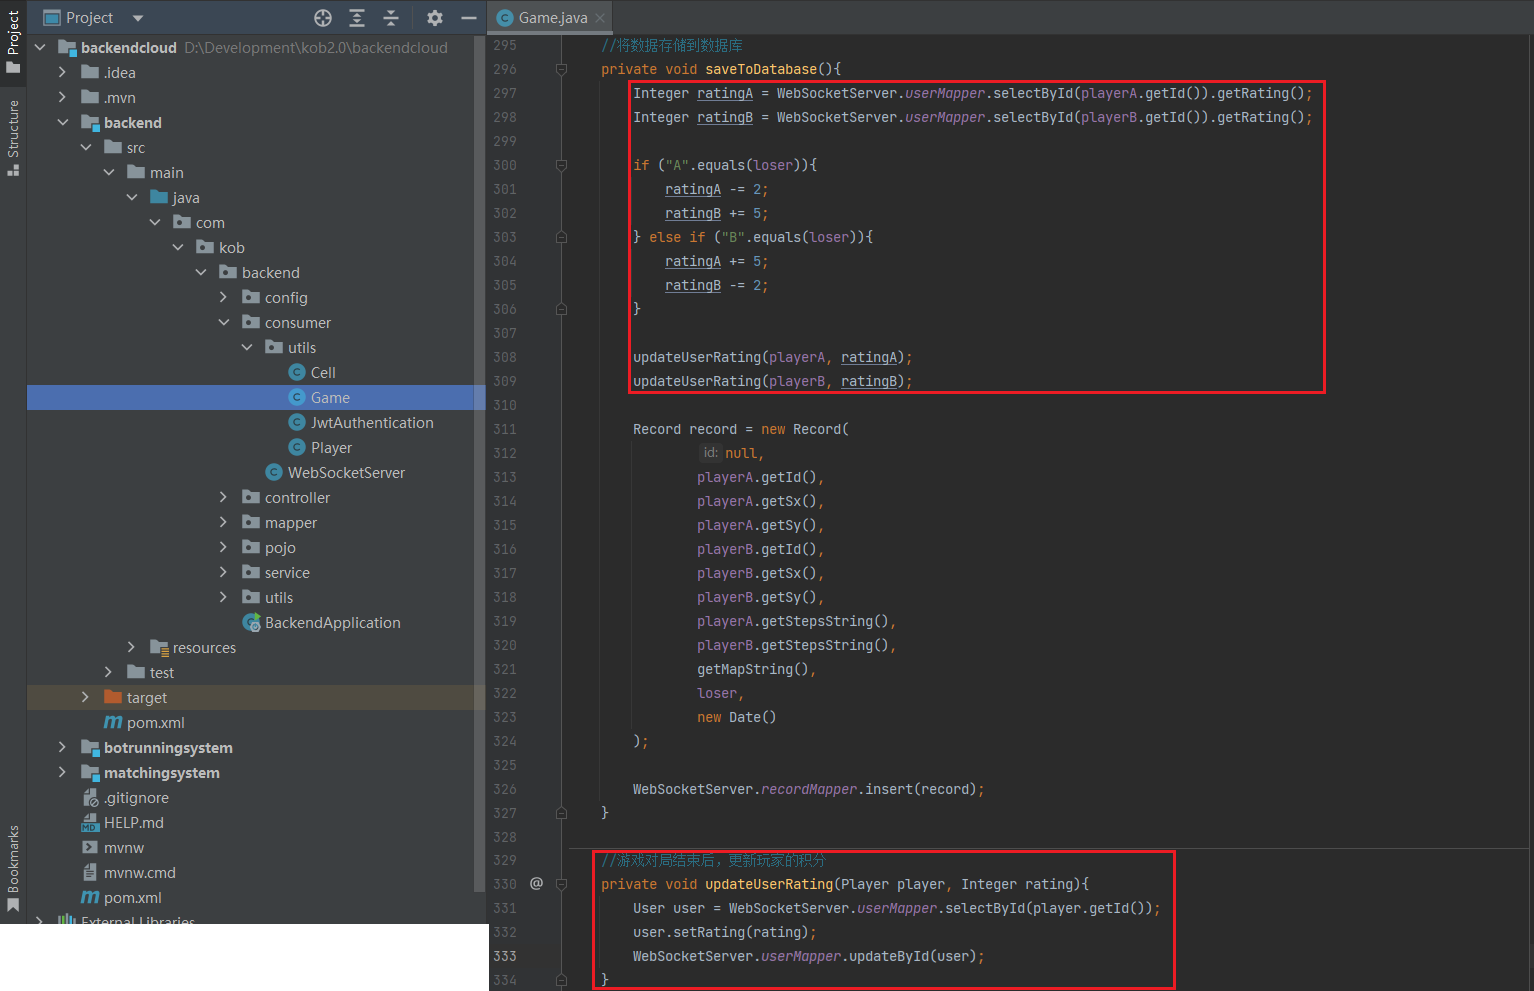 Project
Structure
Bookmarks
Project
backendcloud D:\Development\kob2.0\backendcloud
.idea
.mvn
backend
src
main
java
com
kob
backend
config
consumer
utils
Cell
Game
JwtAuthentication
Player
WebSocketServer
controller
mapper
pojo
service
utils
BackendApplication
resources
test
target
pom.xml
botrunningsystem
matchingsystem
.gitignore
HELP.md
mvnw
mvnw.cmd
pom.xml
External Libraries
Game.java
295 //将数据存储到数据库
296 private void saveToDatabase(){
297 Integer ratingA = WebSocketServer.userMapper.selectById(playerA.getId()).getRating();
298 Integer ratingB = WebSocketServer.userMapper.selectById(playerB.getId()).getRating();
299
300 if ("A".equals(loser)){
301 ratingA -= 2;
302 ratingB += 5;
303 } else if ("B".equals(loser)){
304 ratingA += 5;
305 ratingB -= 2;
306 }
307
308 updateUserRating(playerA, ratingA);
309 updateUserRating(playerB, ratingB);
310
311 Record record = new Record(
312 id: null,
313 playerA.getId(),
314 playerA.getSx(),
315 playerA.getSy(),
316 playerB.getId(),
317 playerB.getSx(),
318 playerB.getSy(),
319 playerA.getStepsString(),
320 playerB.getStepsString(),
321 getMapString(),
322 loser,
323 new Date()
324 );
325
326 WebSocketServer.recordMapper.insert(record);
327 }
328
329 //游戏对局结束后，更新玩家的积分
330 @ private void updateUserRating(Player player, Integer rating){
331 User user = WebSocketServer.userMapper.selectById(player.getId());
332 user.setRating(rating);
333 WebSocketServer.userMapper.updateById(user);
334 }